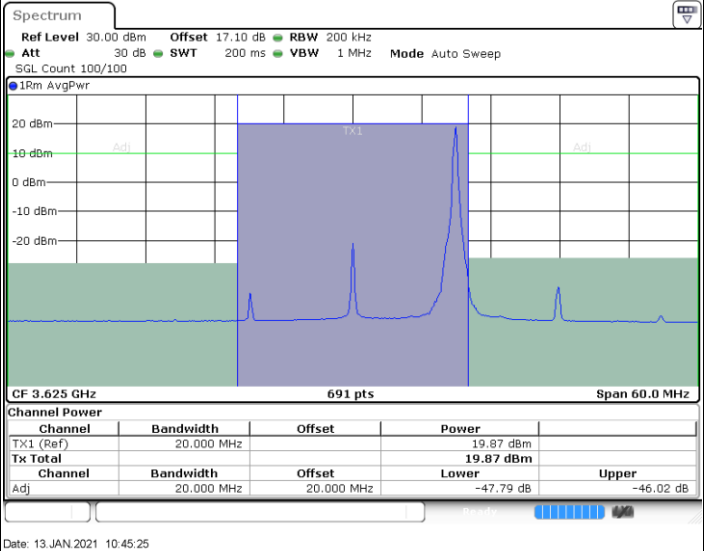 Spectrum
Ref Level 30.00 dBm Offset 17.10 dB RBW 200 kHz
Att 30 dB SWT 200 ms VBW 1 MHz Mode Auto Sweep
SGL Count 100/100
1Rm AvgPwr
20 dBm
TX1
Adj Adj
10 dBm
0 dBm
-10 dBm
-20 dBm
CF 3.625 GHz 691 pts Span 60.0 MHz
Channel Power
Channel Bandwidth Offset Power
TX1 (Ref) 20.000 MHz 19.87 dBm
Tx Total 19.87 dBm
Channel Bandwidth Offset Lower Upper
Adj 20.000 MHz 20.000 MHz -47.79 dB -46.02 dB
Ready
Date: 13.JAN.2021 10:45:25